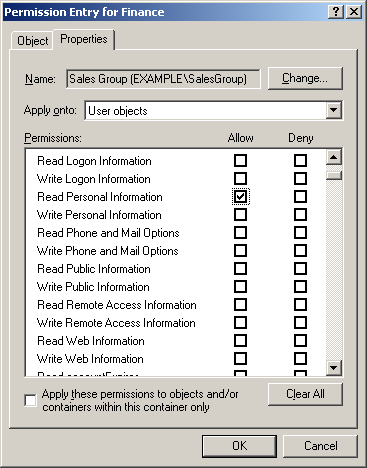 Permission Entry for Finance
Object Properties
Name: Sales Group (EXAMPLE\SalesGroup) Change...
Apply onto: User objects
Permissions: Allow Deny
Read Logon Information
Write Logon Information
Read Personal Information
Write Personal Information
Read Phone and Mail Options
Write Phone and Mail Options
Read Public Information
Write Public Information
Read Remote Access Information
Write Remote Access Information
Read Web Information
Write Web Information
Read accountExpires
Apply these permissions to objects and/or
containers within this container only
Clear All
OK Cancel